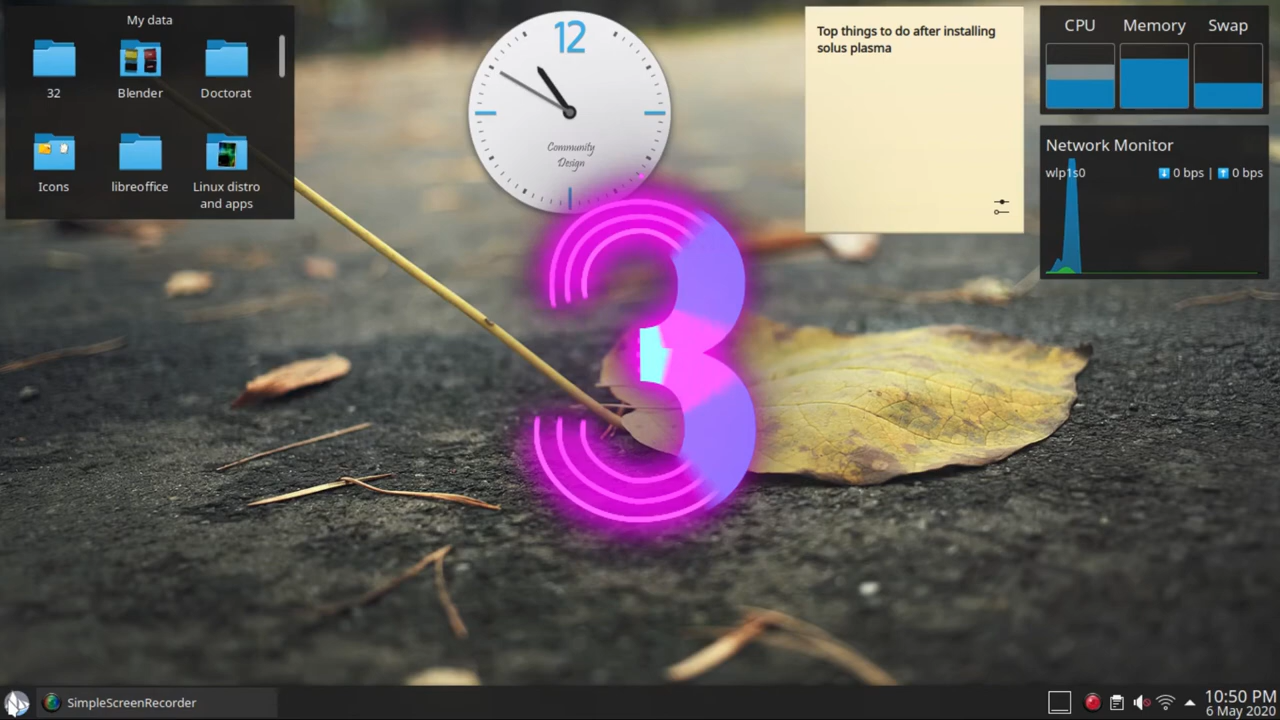 My data
32
Blender
Doctorat
Icons
libreoffice
Linux distro
and apps
12
Community
Design
3
Top things to do after installing
solus plasma
CPU Memory Swap
Network Monitor
wlp1s0 0 bps | 0 bps
SimpleScreenRecorder
10:50 PM
6 May 2020